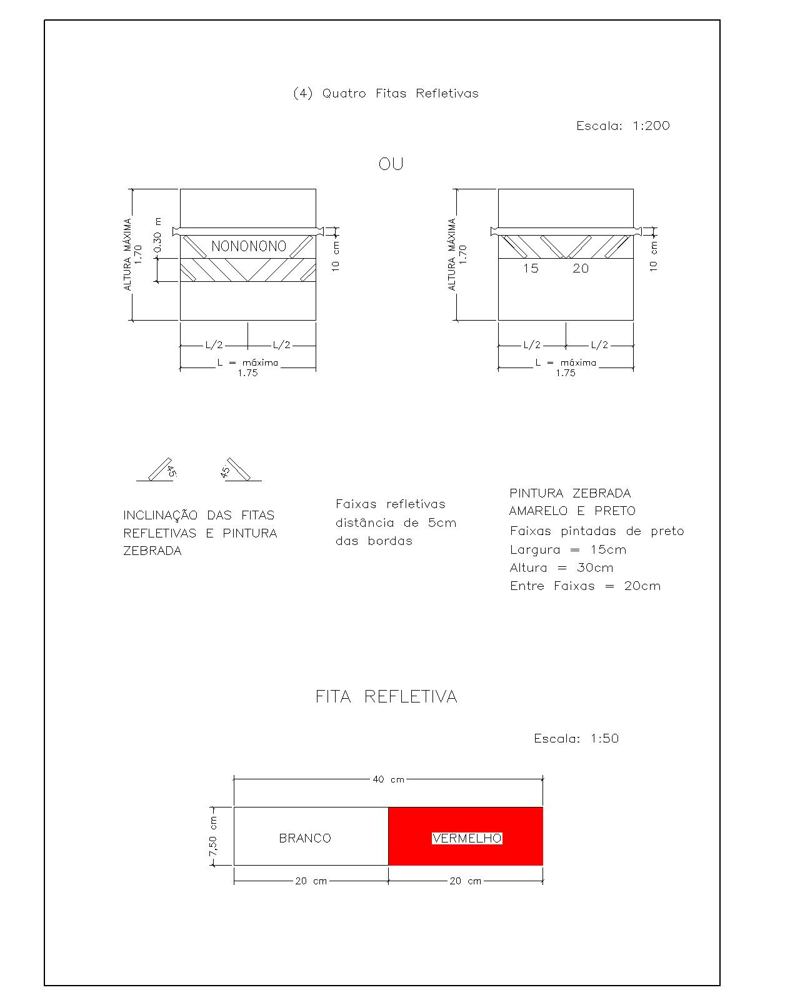 (4) Quatro Fitas Refletivas
Escala: 1:200
OU
ALTURA MÁXIMA
1.70
0.30 m
NONONONO
10 cm
L/2
L/2
L = máxima
1.75
ALTURA MÁXIMA
1.70
15
20
10 cm
L/2
L/2
L = máxima
1.75
45°
45°
INCLINAÇÃO DAS FITAS
REFLETIVAS E PINTURA
ZEBRADA
Faixas refletivas
distância de 5cm
das bordas
PINTURA ZEBRADA
AMARELO E PRETO
Faixas pintadas de preto
Largura = 15cm
Altura = 30cm
Entre Faixas = 20cm
FITA REFLETIVA
Escala: 1:50
40 cm
7,50 cm
BRANCO
VERMELHO
20 cm
20 cm